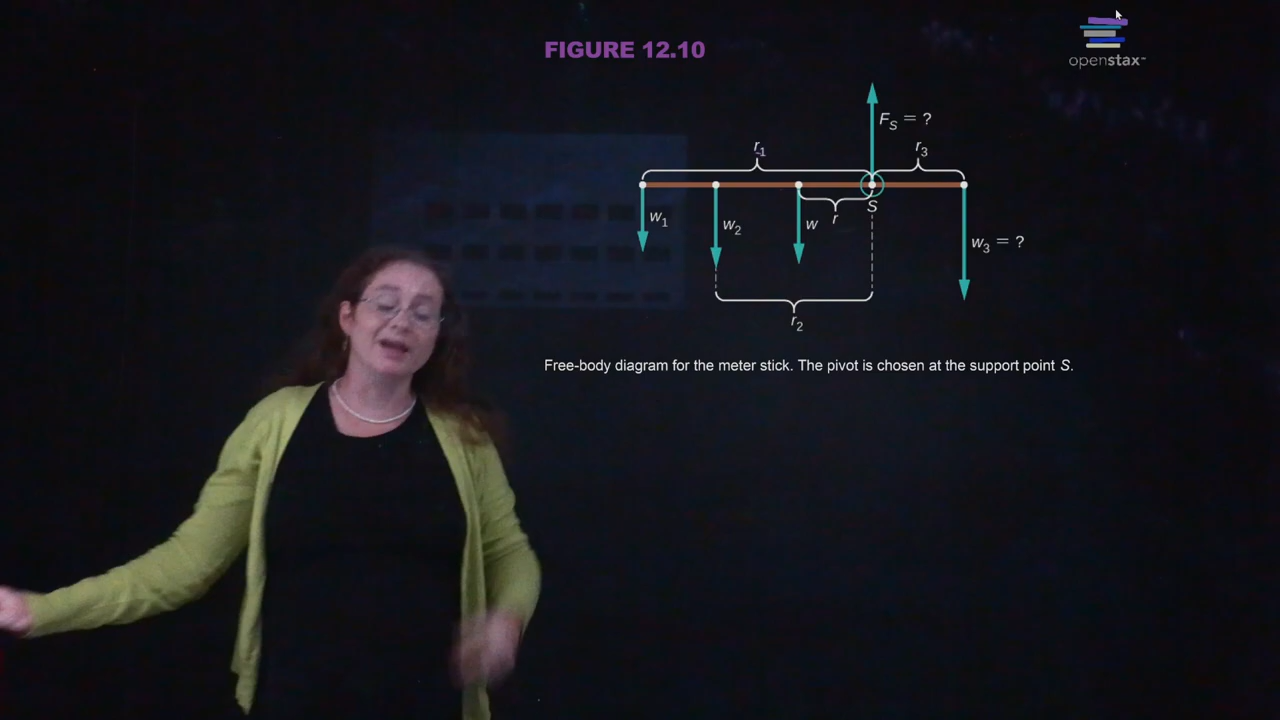 FIGURE 12.10
openstax™
F_S = ?
r_1
r_3
w_1
w_2
w
r
S
w_3 = ?
r_2
Free-body diagram for the meter stick. The pivot is chosen at the support point S.